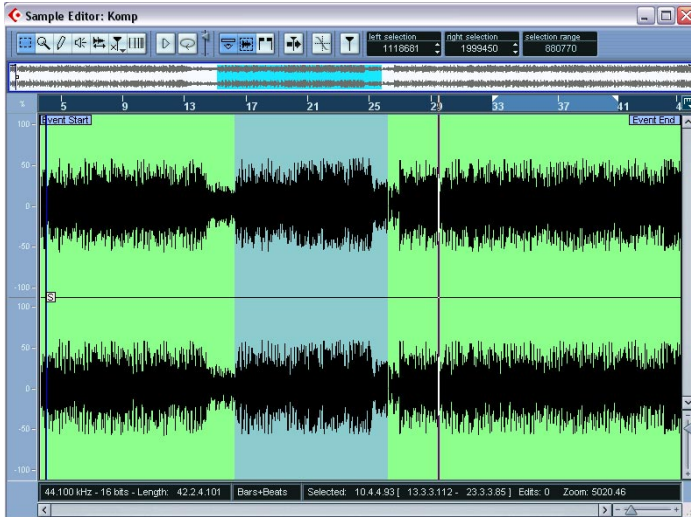 Sample Editor: Komp
left selection
1118681
right selection
1999450
selection range
880770
% 5 9 13 17 21 25 29 33 37 41
Event Start
Event End
100
50
0
-50
-100
S
100
50
0
-50
-100
44.100 kHz - 16 bits - Length: 42.2.4.101 Bars+Beats Selected: 10.4.4.93 [ 13.3.3.112 - 23.3.3.85 ] Edits: 0 Zoom: 5020.46